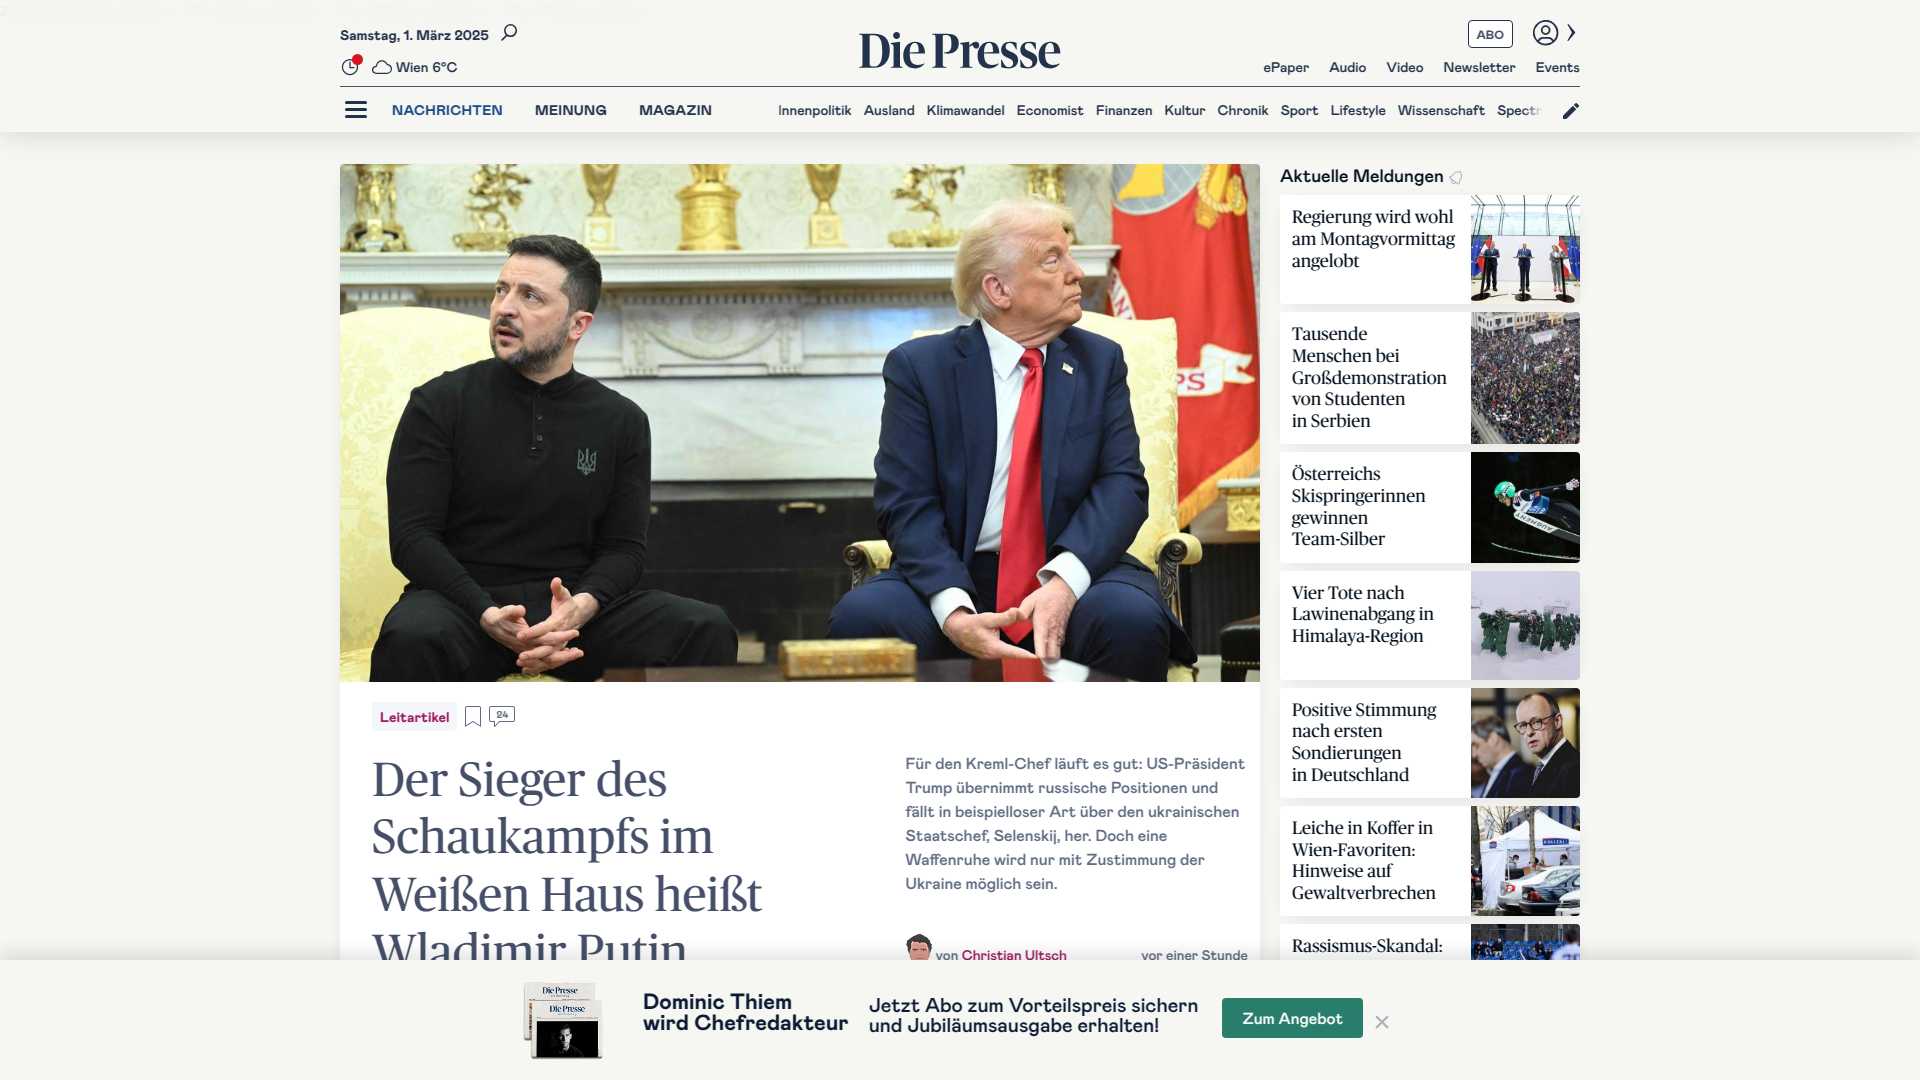 Samstag, 1. März 2025
Wien 6°C
Die Presse
ABO
ePaper Audio Video Newsletter Events
NACHRICHTEN MEINUNG MAGAZIN
Innenpolitik Ausland Klimawandel Economist Finanzen Kultur Chronik Sport Lifestyle Wissenschaft
Leitartikel
24
Der Sieger des
Schaukampfs im
Weißen Haus heißt
Wladimir Putin
Für den Kreml-Chef läuft es gut: US-Präsident
Trump übernimmt russische Positionen und
fällt in beispielloser Art über den ukrainischen
Staatschef, Selenskij, her. Doch eine
Waffenruhe wird nur mit Zustimmung der
Ukraine möglich sein.
von Christian Ultsch
vor einer Stunde
Aktuelle Meldungen
Regierung wird wohl
am Montagvormittag
angelobt
Tausende
Menschen bei
Großdemonstration
von Studenten
in Serbien
Österreichs
Skispringerinnen
gewinnen
Team-Silber
AUGMENT
Vier Tote nach
Lawinenabgang in
Himalaya-Region
Positive Stimmung
nach ersten
Sondierungen
in Deutschland
Leiche in Koffer in
Wien-Favoriten:
Hinweise auf
Gewaltverbrechen
Rassismus-Skandal:
Die Presse
Die Presse
Dominic Thiem
wird Chefredakteur
Jetzt Abo zum Vorteilspreis sichern
und Jubiläumsausgabe erhalten!
Zum Angebot